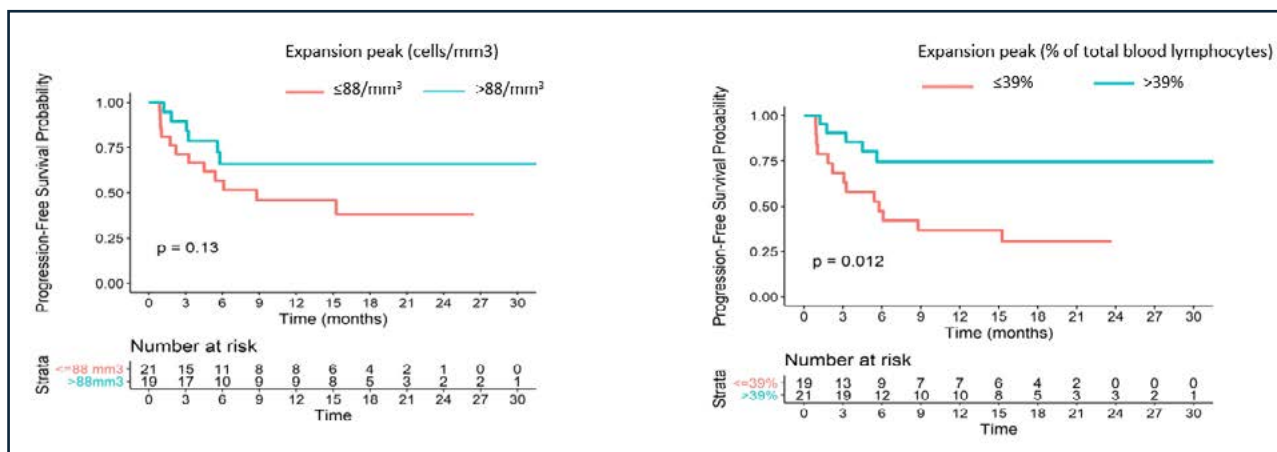 Expansion peak (cells/mm3)
≤88/mm³ >88/mm³
Progression-Free Survival Probability
1.00
0.75
0.50
0.25
0.00
p = 0.13
0 3 6 9 12 15 18 21 24 27 30
Time (months)
Number at risk
Strata
<=88 mm3 21 15 11 8 8 6 4 2 1 0 0
>88mm3 19 17 10 9 9 8 5 3 2 2 1
0 3 6 9 12 15 18 21 24 27 30
Time
Expansion peak (% of total blood lymphocytes)
≤39% >39%
Progression-Free Survival Probability
1.00
0.75
0.50
0.25
0.00
p = 0.012
0 3 6 9 12 15 18 21 24 27 30
Time (months)
Number at risk
Strata
<=39% 19 13 9 7 7 6 4 2 0 0 0
>39% 21 19 12 10 10 8 5 3 3 2 1
0 3 6 9 12 15 18 21 24 27 30
Time